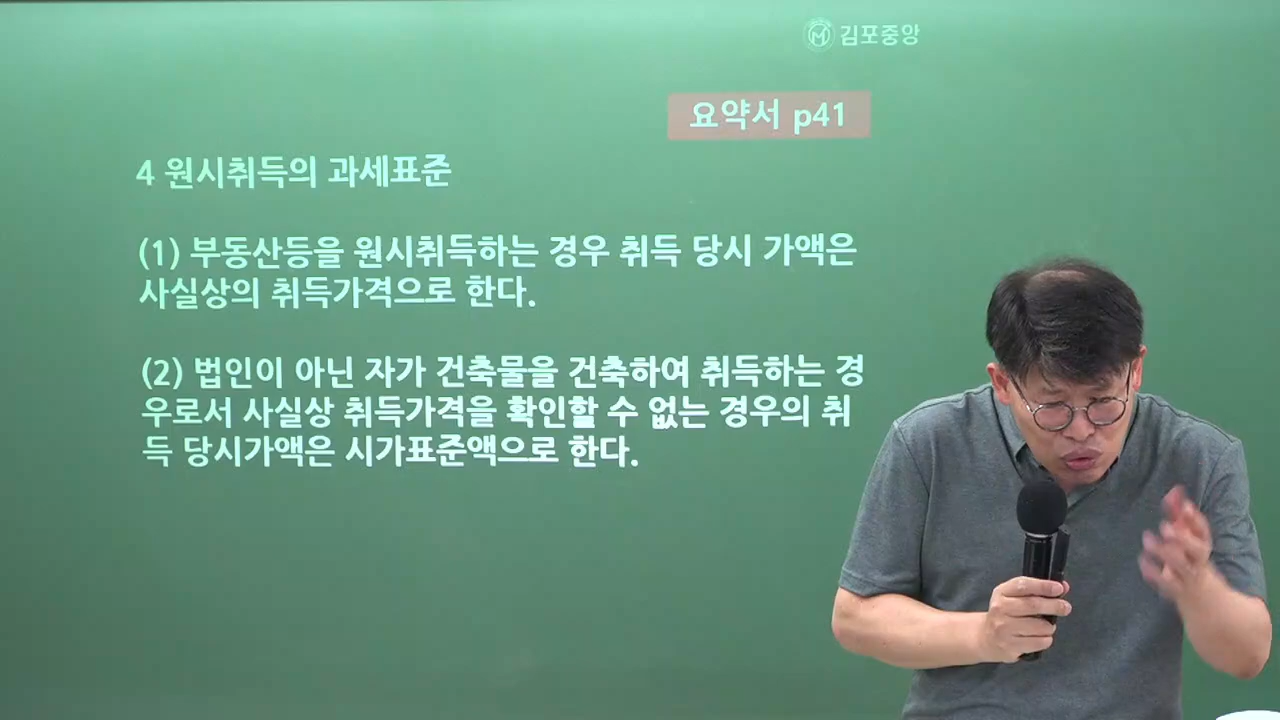 김포중앙
요약서 p41
4 원시취득의 과세표준
(1) 부동산등을 원시취득하는 경우 취득 당시 가액은
사실상의 취득가격으로 한다.
(2) 법인이 아닌 자가 건축물을 건축하여 취득하는 경
우로서 사실상 취득가격을 확인할 수 없는 경우의 취
득 당시가액은 시가표준액으로 한다.